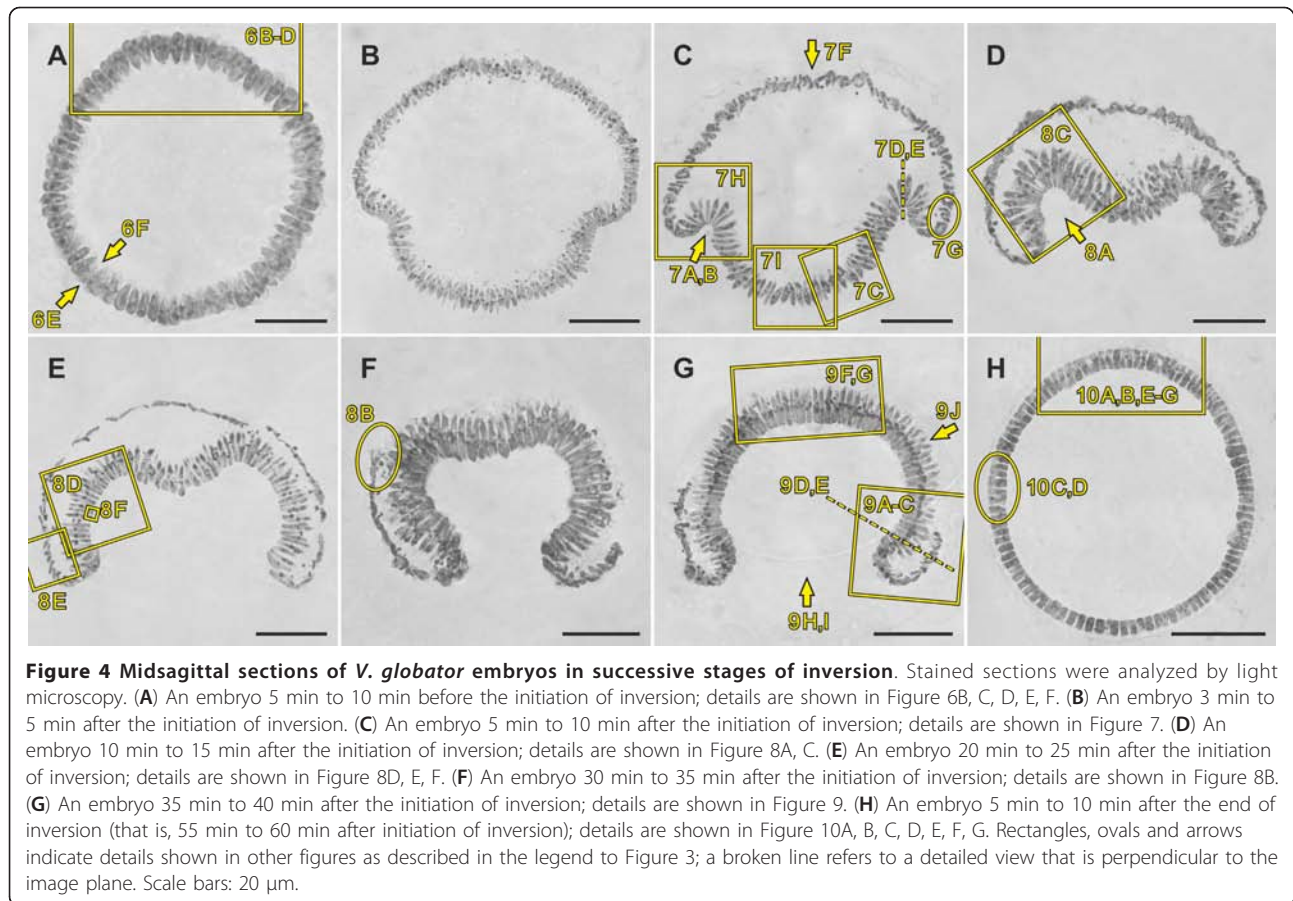 A
6B-D
6F
6E
B
C
7F
7D,E
7H
7G
7A,B
7I
7C
D
8C
8A
E
8D
8F
8E
F
8B
G
9F,G
9J
9D,E
9A-C
9H,I
H
10A,B,E-G
10C,D
Figure 4 Midsagittal sections of V. globator embryos in successive stages of inversion. Stained sections were analyzed by light
microscopy. (A) An embryo 5 min to 10 min before the initiation of inversion; details are shown in Figure 6B, C, D, E, F. (B) An embryo 3 min to
5 min after the initiation of inversion. (C) An embryo 5 min to 10 min after the initiation of inversion; details are shown in Figure 7. (D) An
embryo 10 min to 15 min after the initiation of inversion; details are shown in Figure 8A, C. (E) An embryo 20 min to 25 min after the initiation
of inversion; details are shown in Figure 8D, E, F. (F) An embryo 30 min to 35 min after the initiation of inversion; details are shown in Figure 8B.
(G) An embryo 35 min to 40 min after the initiation of inversion; details are shown in Figure 9. (H) An embryo 5 min to 10 min after the end of
inversion (that is, 55 min to 60 min after initiation of inversion); details are shown in Figure 10A, B, C, D, E, F, G. Rectangles, ovals and arrows
indicate details shown in other figures as described in the legend to Figure 3; a broken line refers to a detailed view that is perpendicular to the
image plane. Scale bars: 20 μm.